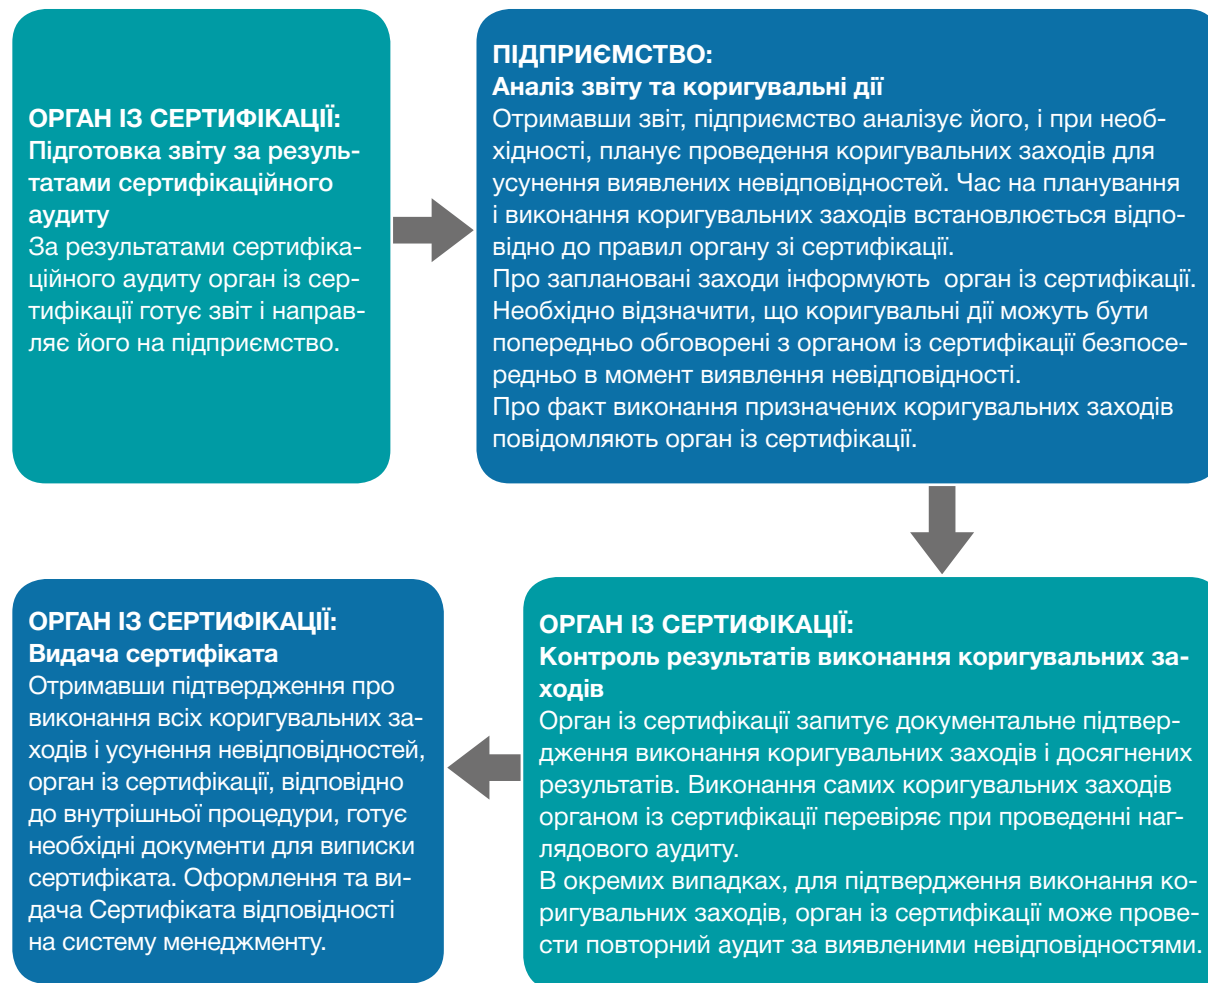 ОРГАН ІЗ СЕРТИФІКАЦІЇ:
Підготовка звіту за резуль-
татами сертифікаційного
аудиту
За результатами сертифіка-
ційного аудиту орган із сер-
тифікації готує звіт і направ-
ляє його на підприємство.
ПІДПРИЄМСТВО:
Аналіз звіту та коригувальні дії
Отримавши звіт, підприємство аналізує його, і при необ-
хідності, планує проведення коригувальних заходів для
усунення виявлених невідповідностей. Час на планування
і виконання коригувальних заходів встановлюється відпо-
відно до правил органу зі сертифікації.
Про заплановані заходи інформують  орган із сертифікації.
Необхідно відзначити, що коригувальні дії можуть бути
попередньо обговорені з органом із сертифікації безпосе-
редньо в момент виявлення невідповідності.
Про факт виконання призначених коригувальних заходів
повідомляють орган із сертифікації.
ОРГАН ІЗ СЕРТИФІКАЦІЇ:
Контроль результатів виконання коригувальних за-
ходів
Орган із сертифікації запитує документальне підтвер-
дження виконання коригувальних заходів і досягнених
результатів. Виконання самих коригувальних заходів
органом із сертифікації перевіряє при проведенні наг-
лядового аудиту.
В окремих випадках, для підтвердження виконання ко-
ригувальних заходів, орган із сертифікації може прове-
сти повторний аудит за виявленими невідповідностями.
ОРГАН ІЗ СЕРТИФІКАЦІЇ:
Видача сертифіката
Отримавши підтвердження про
виконання всіх коригувальних за-
ходів і усунення невідповідностей,
орган із сертифікації, відповідно
до внутрішньої процедури, готує
необхідні документи для виписки
сертифіката. Оформлення та ви-
дача Сертифіката відповідності
на систему менеджменту.